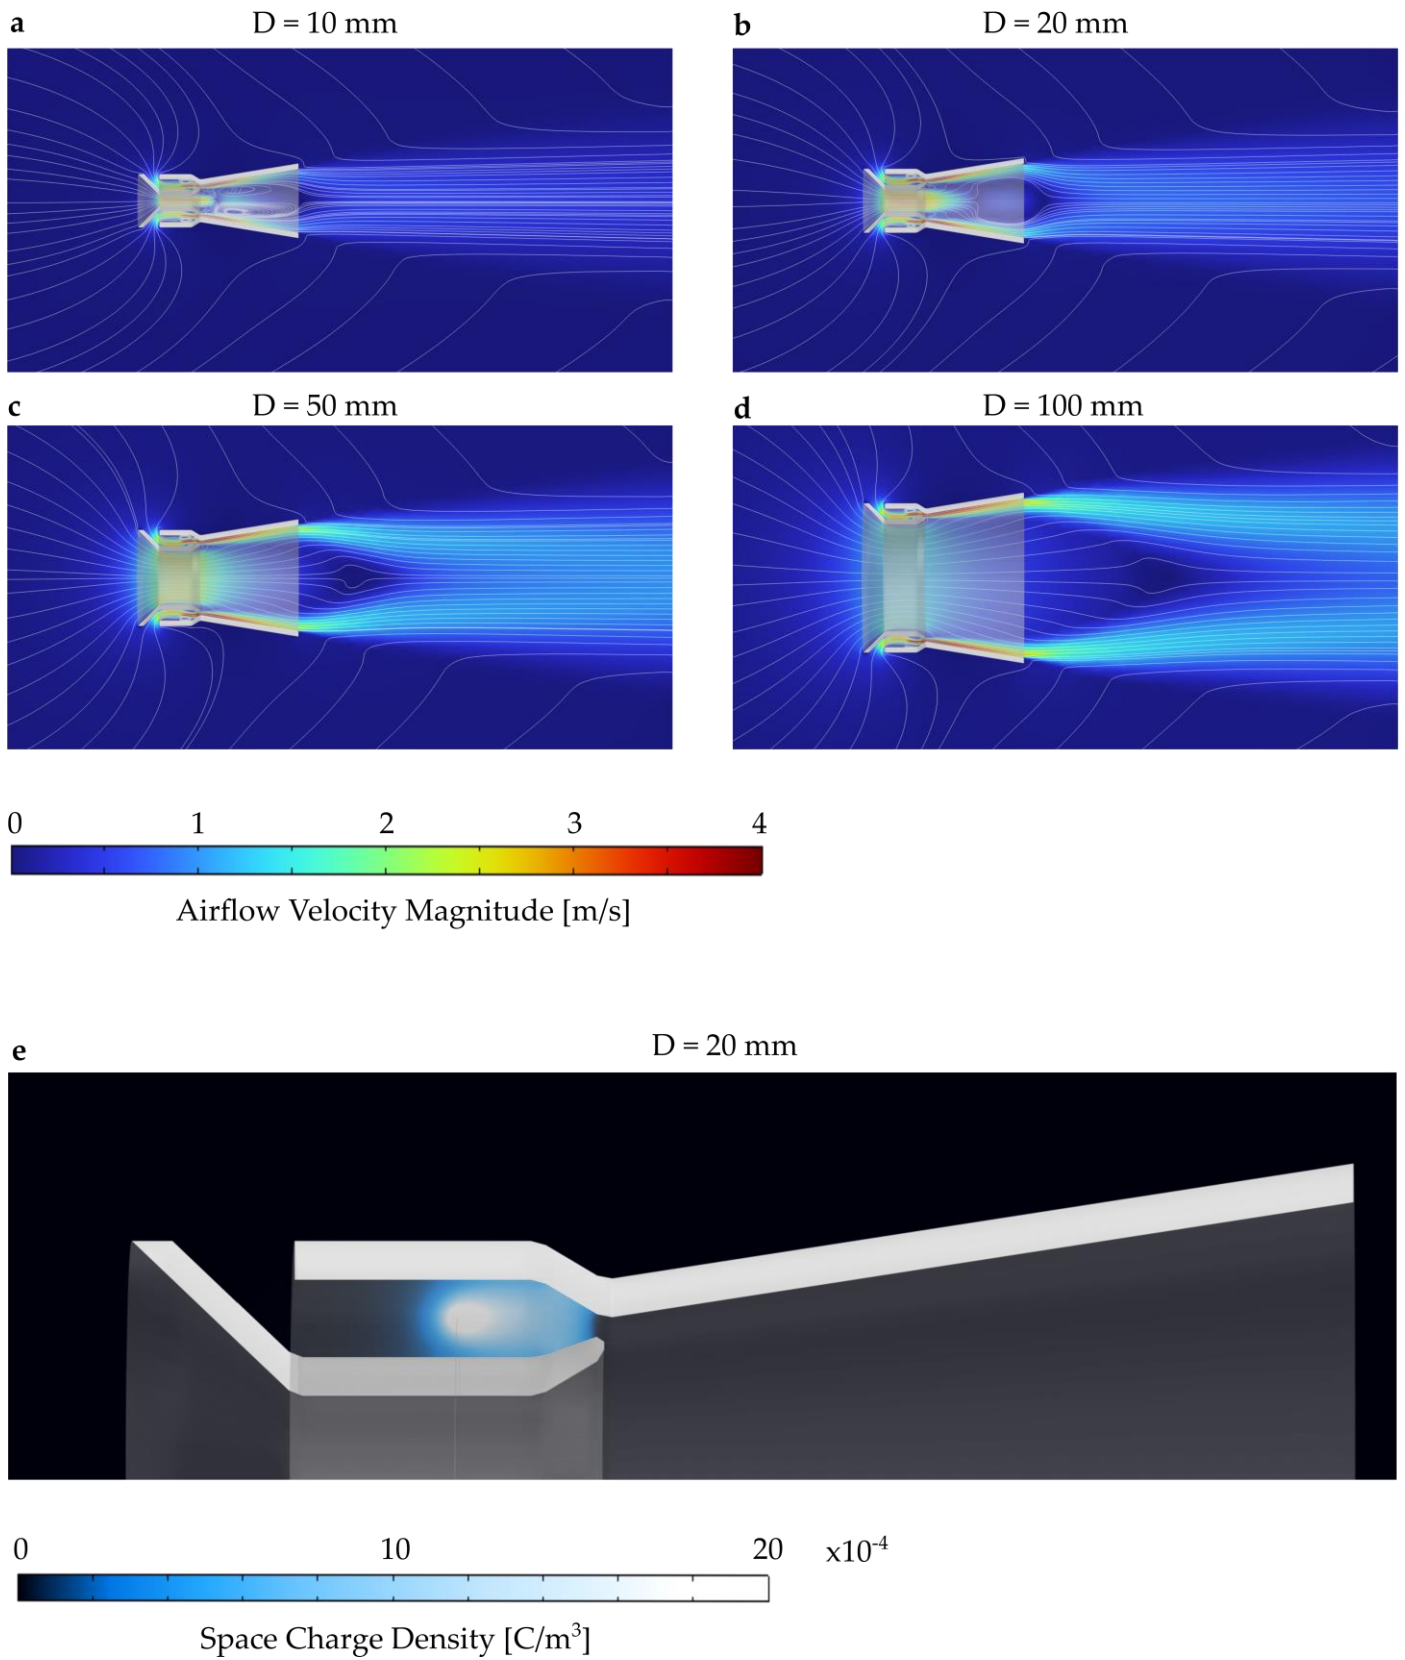 a D = 10 mm
b D = 20 mm
c D = 50 mm
d D = 100 mm
0 1 2 3 4
Airflow Velocity Magnitude [m/s]
e D = 20 mm
0 10 20 x10⁻⁴
Space Charge Density [C/m³]